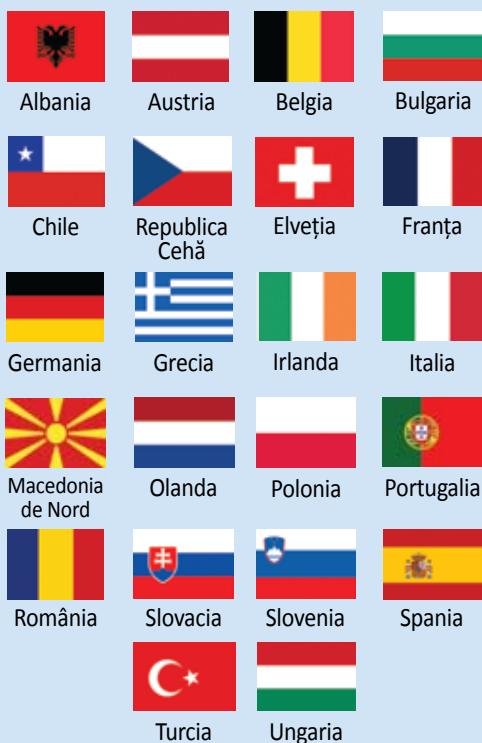 Albania Austria Belgia Bulgaria
Chile Republica Cehă Elveția Franța
Germania Grecia Irlanda Italia
Macedonia de Nord Olanda Polonia Portugalia
România Slovacia Slovenia Spania
Turcia Ungaria